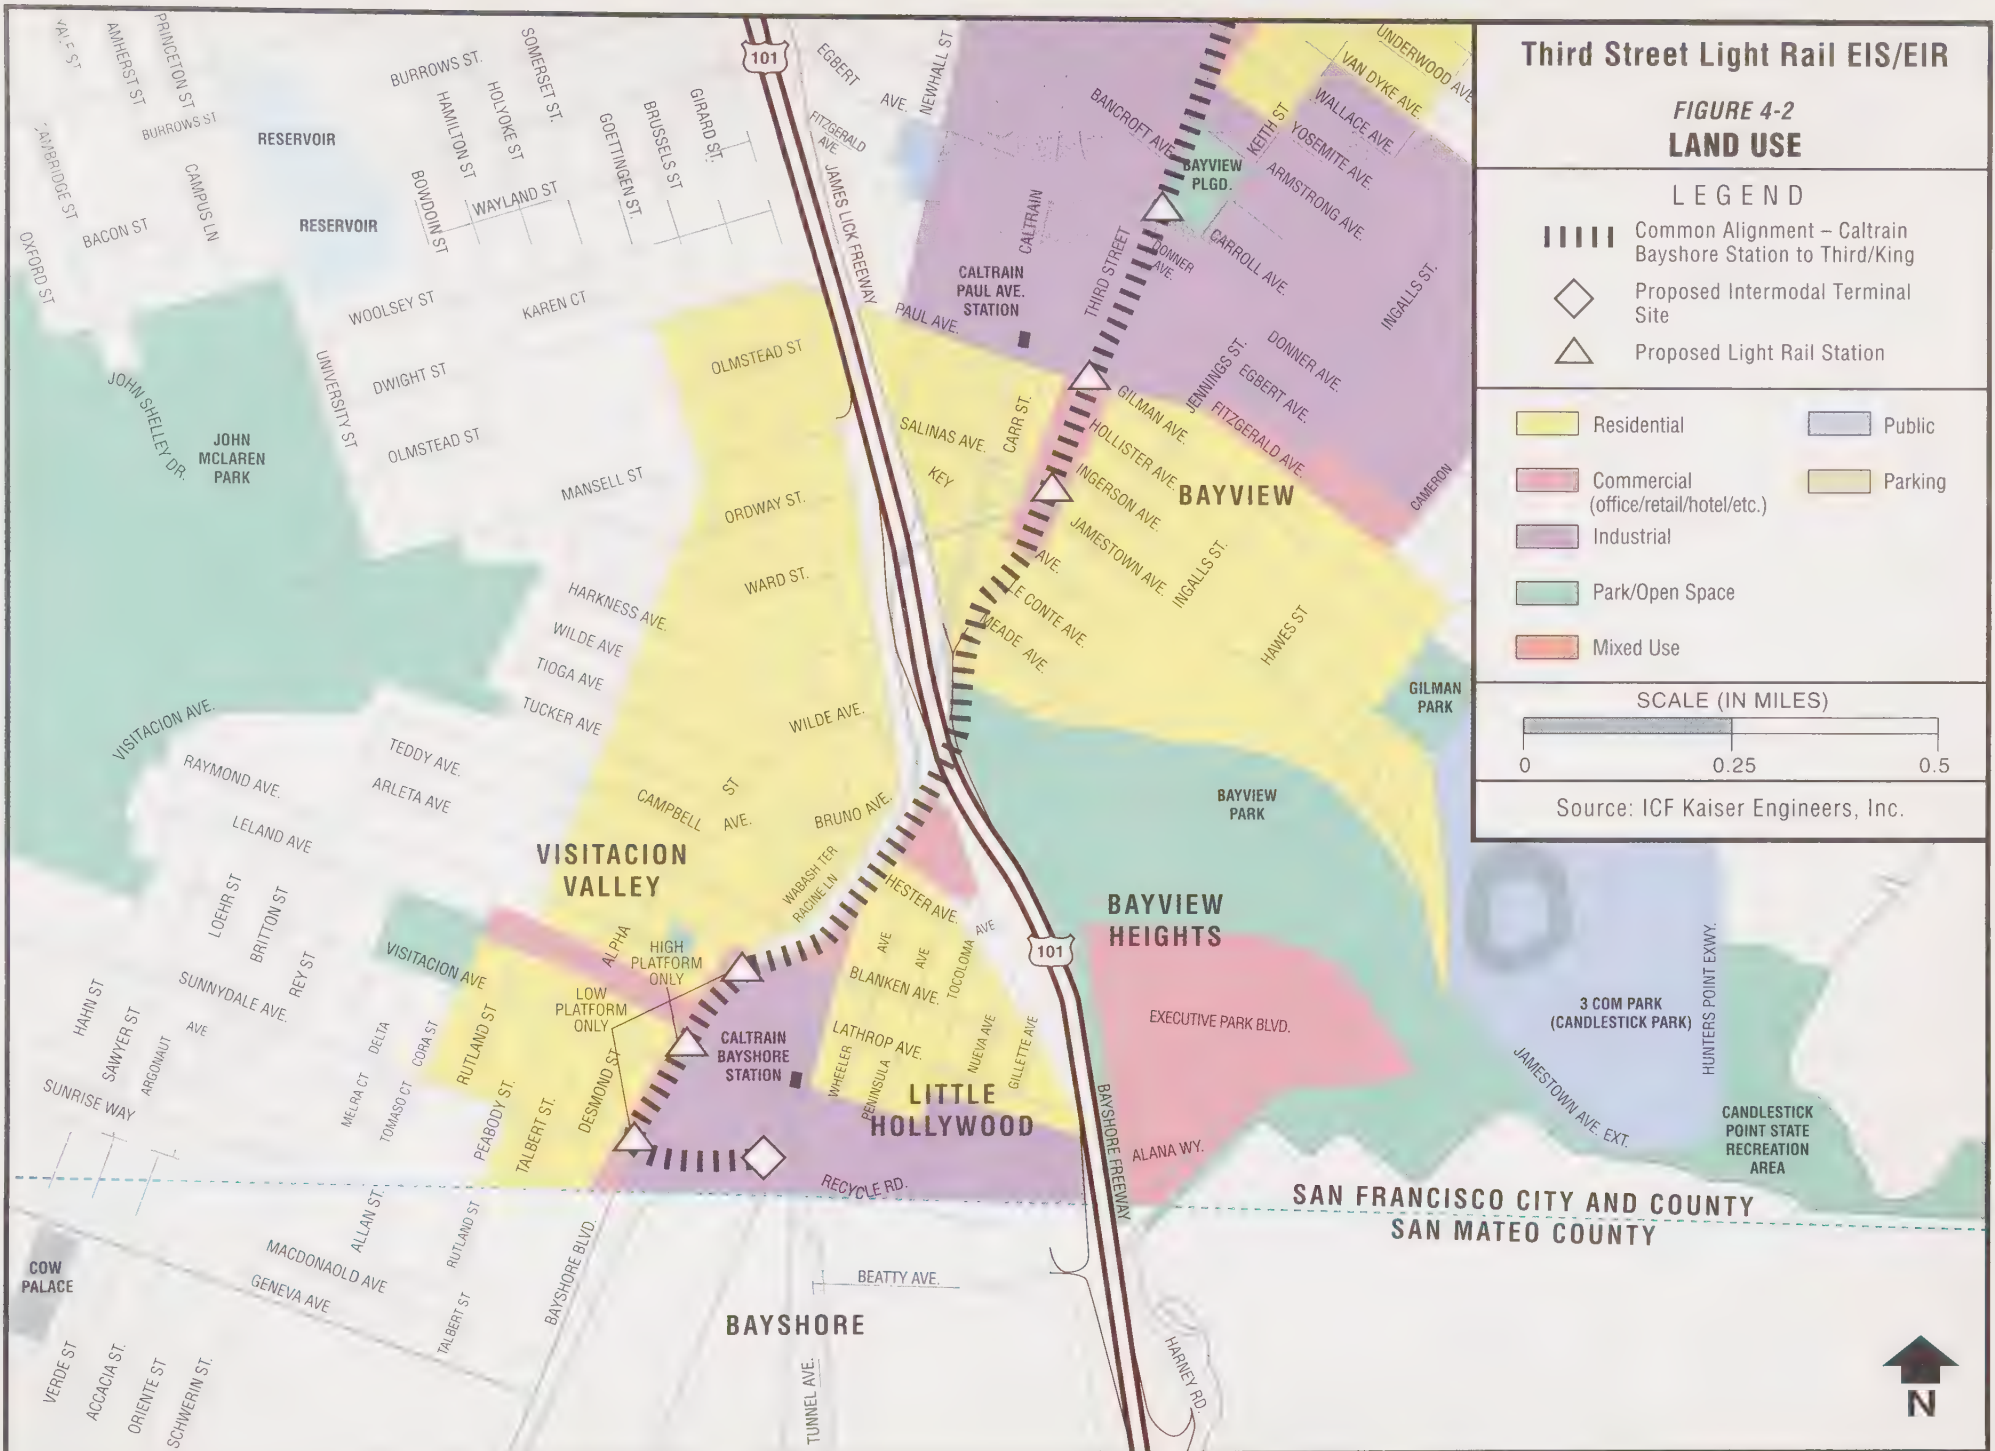 Third Street Light Rail EIS/EIR
FIGURE 4-2
LAND USE
LEGEND
Common Alignment – Caltrain
Bayshore Station to Third/King
Proposed Intermodal Terminal
Site
Proposed Light Rail Station
Residential
Public
Commercial
(office/retail/hotel/etc.)
Parking
Industrial
Park/Open Space
Mixed Use
SCALE (IN MILES)
0
0.25
0.5
Source: ICF Kaiser Engineers, Inc.
AMHERST ST
PRINCETON ST
BURROWS ST
CAMPUS LN
BACON ST
OXFORD ST
RESERVOIR
RESERVOIR
BURROWS ST.
SOMERSET ST.
HOLYOKE ST
HAMILTON ST
BOWDOIN ST
WAYLAND ST
GOETTINGEN ST.
BRUSSELS ST
GIRARD ST.
101
EGBERT
AVE.
NEWHALL ST
FITZGERALD
AVE.
JAMES LICK FREEWAY
CALTRAIN
BANCROFT AVE.
UNDERWOOD AVE
VAN DYKE AVE.
WALLACE AVE.
KEITH ST
YOSEMITE AVE.
ARMSTRONG AVE.
BAYVIEW
PLGD.
CARROLL AVE.
DONNER
AVE.
THIRD STREET
INGALLS ST.
CALTRAIN
PAUL AVE.
STATION
PAUL AVE.
DONNER AVE.
EGBERT AVE.
JENNINGS ST.
FITZGERALD AVE.
GILMAN AVE.
HOLLISTER AVE.
INGERSON AVE.
JAMESTOWN AVE.
CAMERON
BAYVIEW
INGALLS ST.
HAWES ST
AVE.
LE CONTE AVE.
MEADE AVE.
SALINAS AVE.
CARR ST.
KEY
WOOLSEY ST
KAREN CT
OLMSTEAD ST
UNIVERSITY ST
DWIGHT ST
OLMSTEAD ST
MANSELL ST
JOHN SHELLEY DR.
JOHN
MCLAREN
PARK
ORDWAY ST.
WARD ST.
HARKNESS AVE.
WILDE AVE
TIOGA AVE
TUCKER AVE
WILDE AVE.
VISITACION AVE.
TEDDY AVE.
ARLETA AVE
RAYMOND AVE.
LELAND AVE
CAMPBELL
AVE.
ST
BRUNO AVE.
GILMAN
PARK
BAYVIEW
PARK
VISITACION
VALLEY
WABASH TER
RACINE LN
HESTER AVE.
BAYVIEW
HEIGHTS
LOEHR ST
BRITTON ST
REY ST
SUNNYDALE AVE.
AVE
VISITACION AVE
ALPHA
HIGH
PLATFORM
ONLY
LOW
PLATFORM
ONLY
AVE
AVE
TOCOLOMA
AVE
BLANKEN AVE.
101
EXECUTIVE PARK BLVD.
3 COM PARK
(CANDLESTICK PARK)
HUNTERS POINT EXWY.
JAMESTOWN AVE. EXT.
CANDLESTICK
POINT STATE
RECREATION
AREA
HAHN ST
SAWYER ST
ARGONAUT
SUNRISE WAY
DELTA
CORA ST
MELRA CT
TOMASO CT
RUTLAND ST
PEABODY ST.
TALBERT ST.
DESMOND ST
CALTRAIN
BAYSHORE
STATION
LATHROP AVE.
WHEELER
PENINSULA
NUEVA AVE
GILLETTE AVE
LITTLE
HOLLYWOOD
BAYSHORE FREEWAY
ALANA WY.
RECYCLE RD.
SAN FRANCISCO CITY AND COUNTY
SAN MATEO COUNTY
COW
PALACE
ALLAN ST.
RUTLAND ST
MACDONAOLD AVE
GENEVA AVE
TALBERT ST
BAYSHORE BLVD.
BEATTY AVE.
BAYSHORE
TUNNEL AVE.
HARNEY RD.
VERDE ST
ACCACIA ST.
ORIENTE ST
SCHWERIN ST.
N